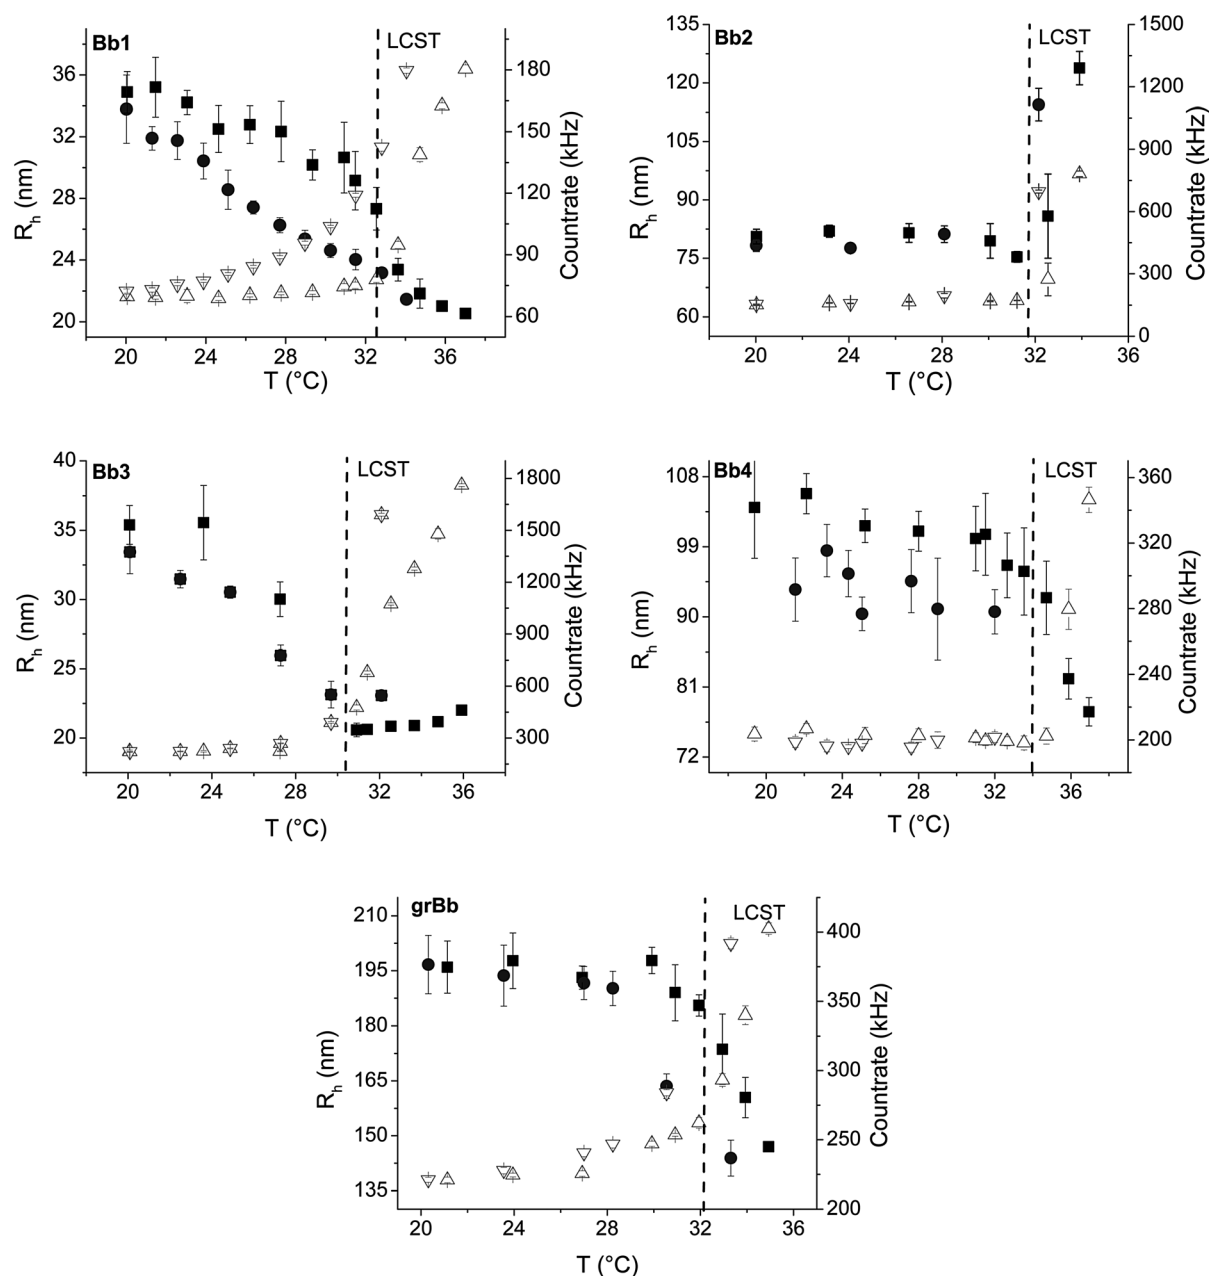 Bb1
LCST
36
32
28
24
20
180
150
120
90
60
20 24 28 32 36
R_h (nm)
Countrate (kHz)
T (°C)
Bb2
LCST
135
120
105
90
75
60
1500
1200
900
600
300
0
20 24 28 32 36
R_h (nm)
Countrate (kHz)
T (°C)
Bb3
LCST
40
35
30
25
20
1800
1500
1200
900
600
300
20 24 28 32 36
R_h (nm)
Countrate (kHz)
T (°C)
Bb4
LCST
108
99
90
81
72
360
320
280
240
200
20 24 28 32 36
R_h (nm)
Countrate (kHz)
T (°C)
grBb
LCST
210
195
180
165
150
135
400
350
300
250
200
20 24 28 32 36
R_h (nm)
Countrate (kHz)
T (°C)